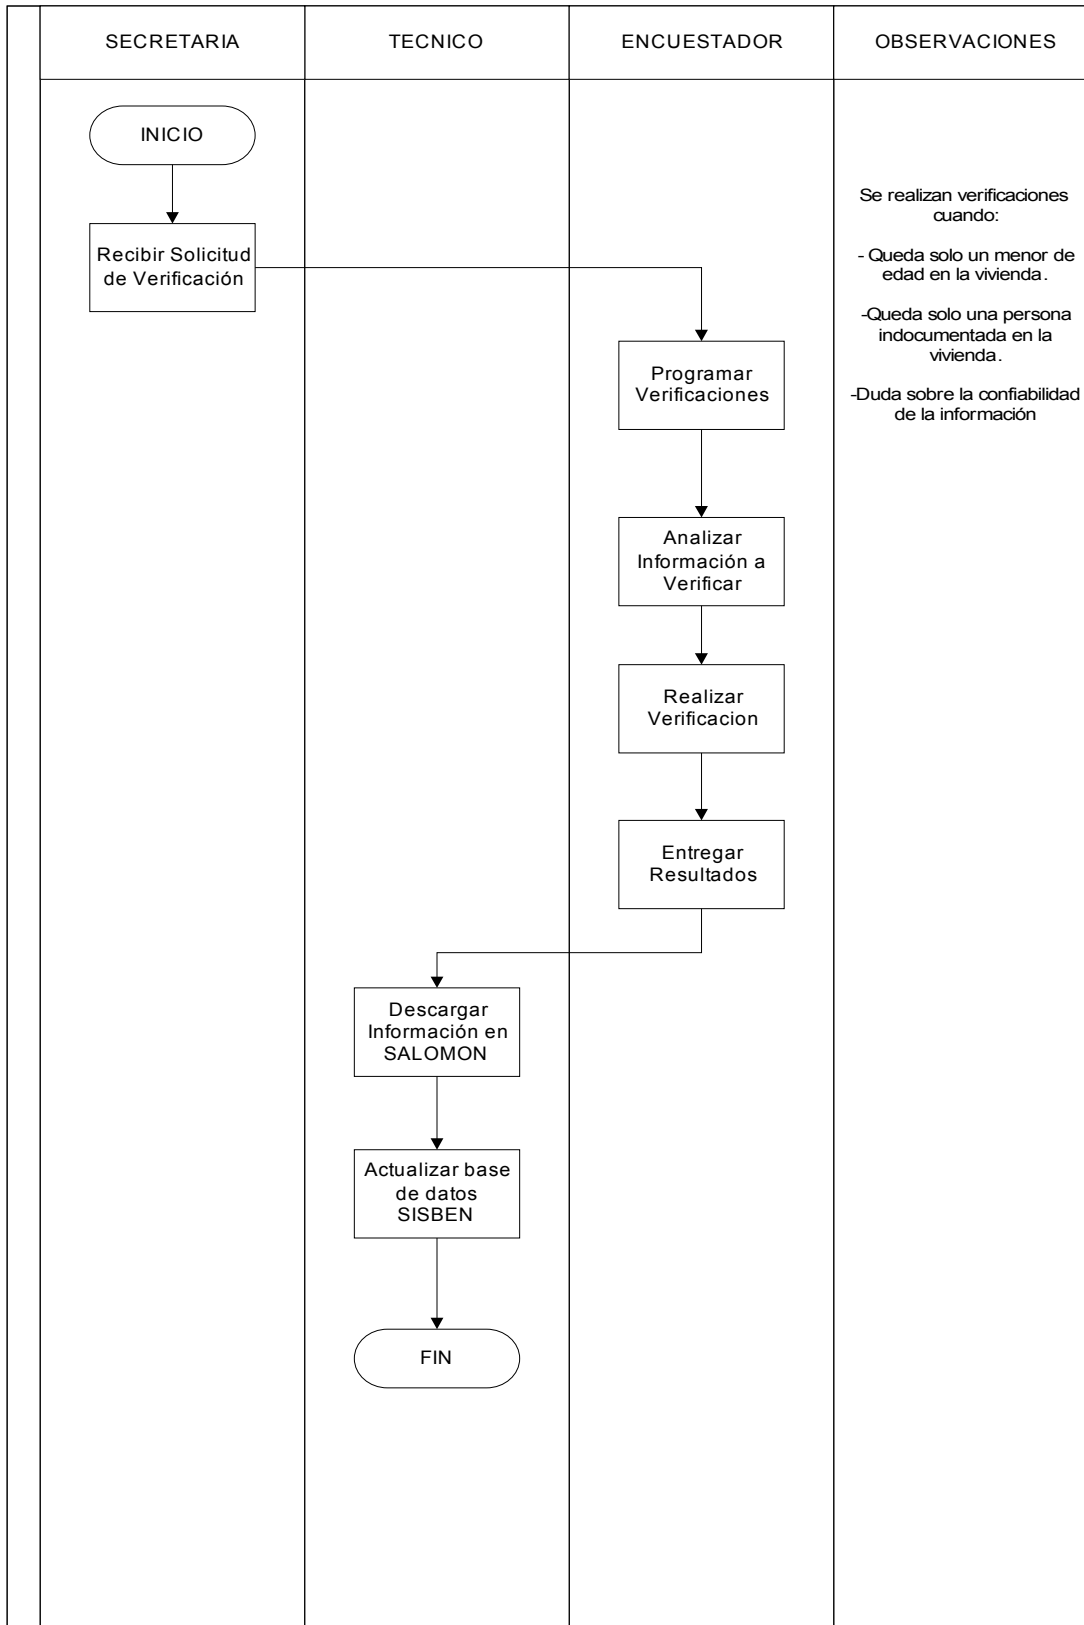 SECRETARIA
TECNICO
ENCUESTADOR
OBSERVACIONES
INICIO
Recibir Solicitud
de Verificación
Se realizan verificaciones
cuando:
- Queda solo un menor de
edad en la vivienda.
-Queda solo una persona
indocumentada en la
vivienda.
-Duda sobre la confiabilidad
de la información
Programar
Verificaciones
Analizar
Información a
Verificar
Realizar
Verificacion
Entregar
Resultados
Descargar
Información en
SALOMON
Actualizar base
de datos
SISBEN
FIN